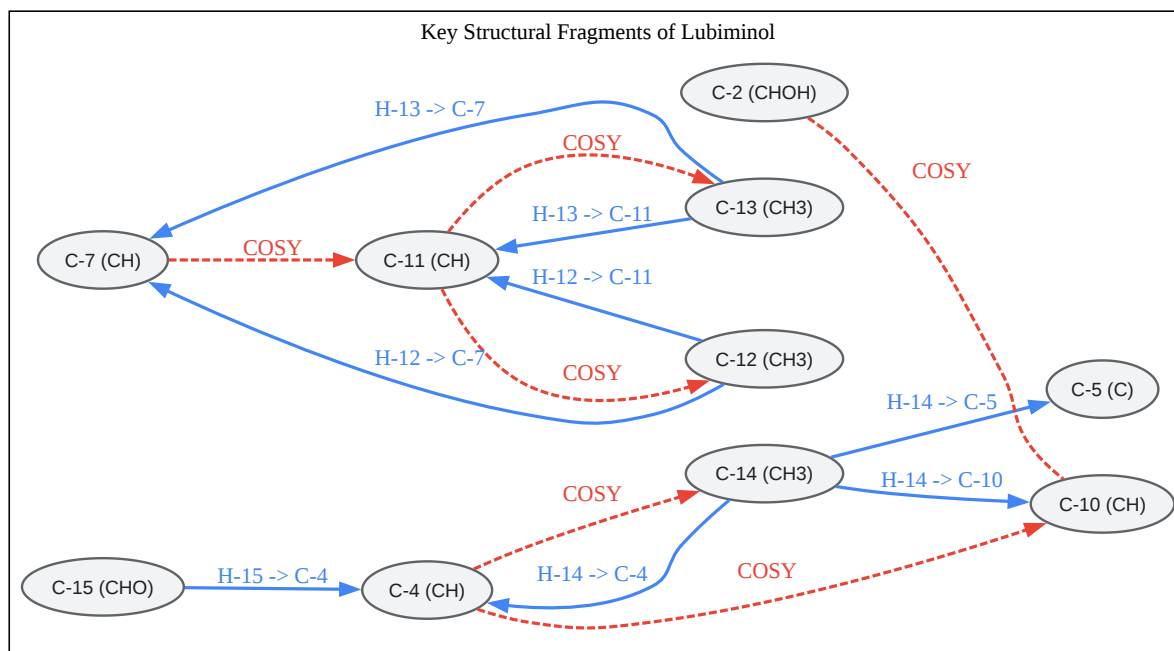 Key Structural Fragments of Lubiminol
C-2 (CHOH)
H-13 -> C-7
COSY
COSY
C-13 (CH3)
H-13 -> C-11
COSY
C-7 (CH)
C-11 (CH)
H-12 -> C-11
H-12 -> C-7
C-12 (CH3)
COSY
C-5 (C)
H-14 -> C-5
C-14 (CH3)
COSY
H-14 -> C-10
C-10 (CH)
H-15 -> C-4
H-14 -> C-4
COSY
C-15 (CHO)
C-4 (CH)